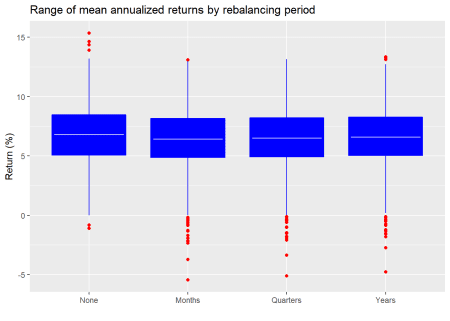 Range of mean annualized returns by rebalancing period
Return (%)
15
10
5
0
-5
None Months Quarters Years